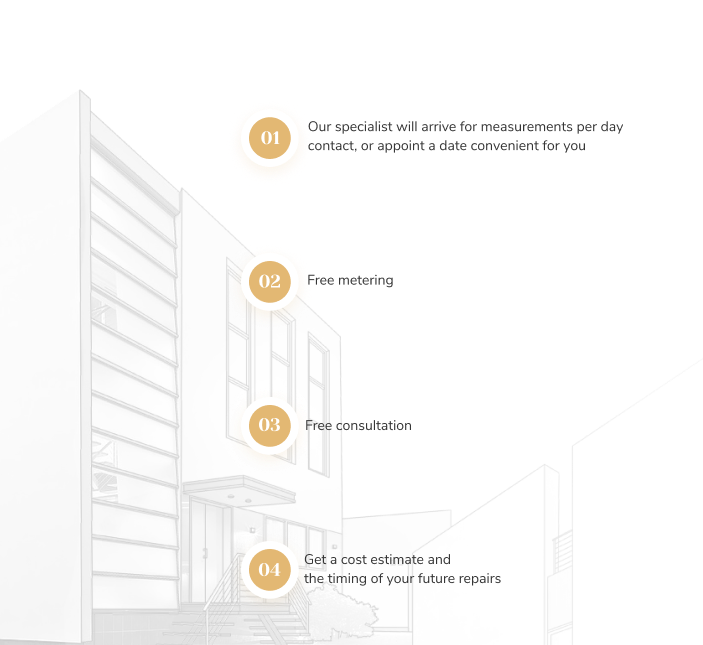 01
Our specialist will arrive for measurements per day
contact, or appoint a date convenient for you
02
Free metering
03
Free consultation
04
Get a cost estimate and
the timing of your future repairs